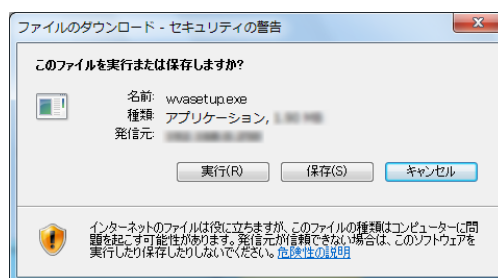 ファイルのダウンロード - セキュリティの警告
このファイルを実行または保存しますか?
名前: wvasetup.exe
種類: アプリケーション,
発信元:
実行(R) 保存(S) キャンセル
インターネットのファイルは役に立ちますが、このファイルの種類はコンピューターに問
題を起こす可能性があります。発信元が信頼できない場合は、このソフトウェアを
実行したり保存したりしないでください。危険性の説明